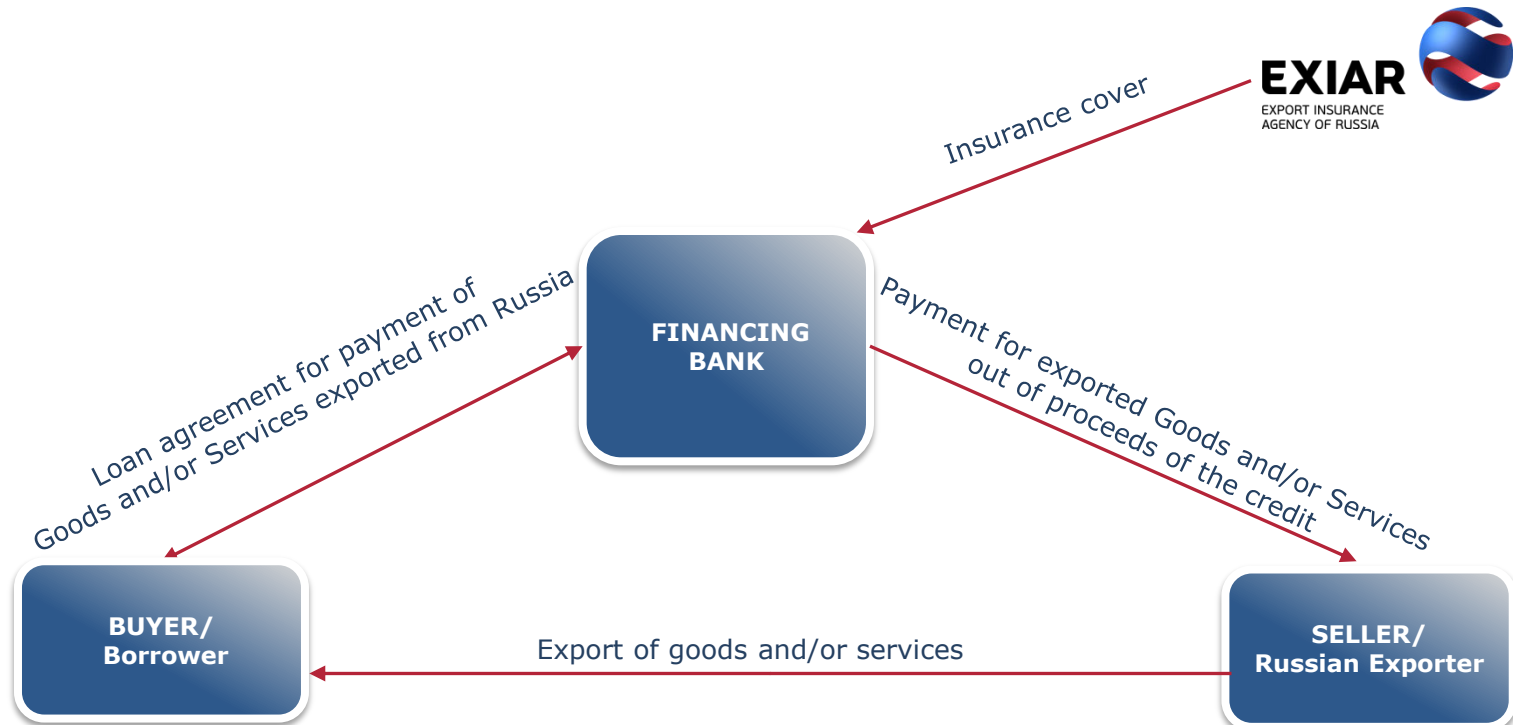 EXIAR
EXPORT INSURANCE
AGENCY OF RUSSIA
Insurance cover
FINANCING
BANK
Loan agreement for payment of
Goods and/or Services exported from Russia
Payment for exported Goods and/or Services
out of proceeds of the credit
BUYER/
Borrower
Export of goods and/or services
SELLER/
Russian Exporter